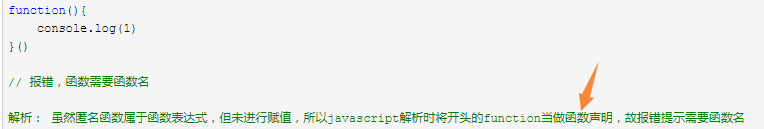 function(){
    console.log(1)
}()
// 报错，函数需要函数名
解析： 虽然匿名函数属于函数表达式，但未进行赋值，所以javascript解析时将开头的function当做函数声明，故报错提示需要函数名